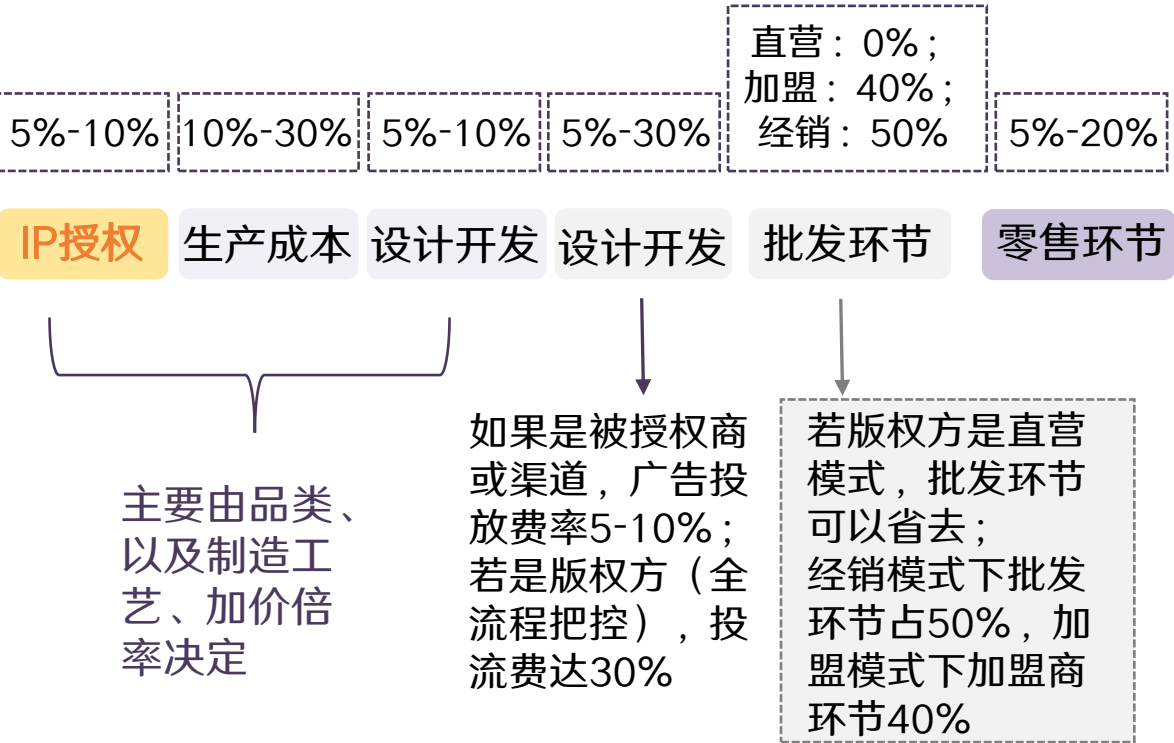 直营：0%；
加盟：40%；
经销：50%
5%-10%
10%-30%
5%-10%
5%-30%
5%-20%
IP授权
生产成本
设计开发
设计开发
批发环节
零售环节
主要由品类、
以及制造工
艺、加价倍
率决定
如果是被授权商
或渠道，广告投
放费率5-10%；
若是版权方（全
流程把控），投
流费达30%
若版权方是直营
模式，批发环节
可以省去；
经销模式下批发
环节占50%，加
盟模式下加盟商
环节40%